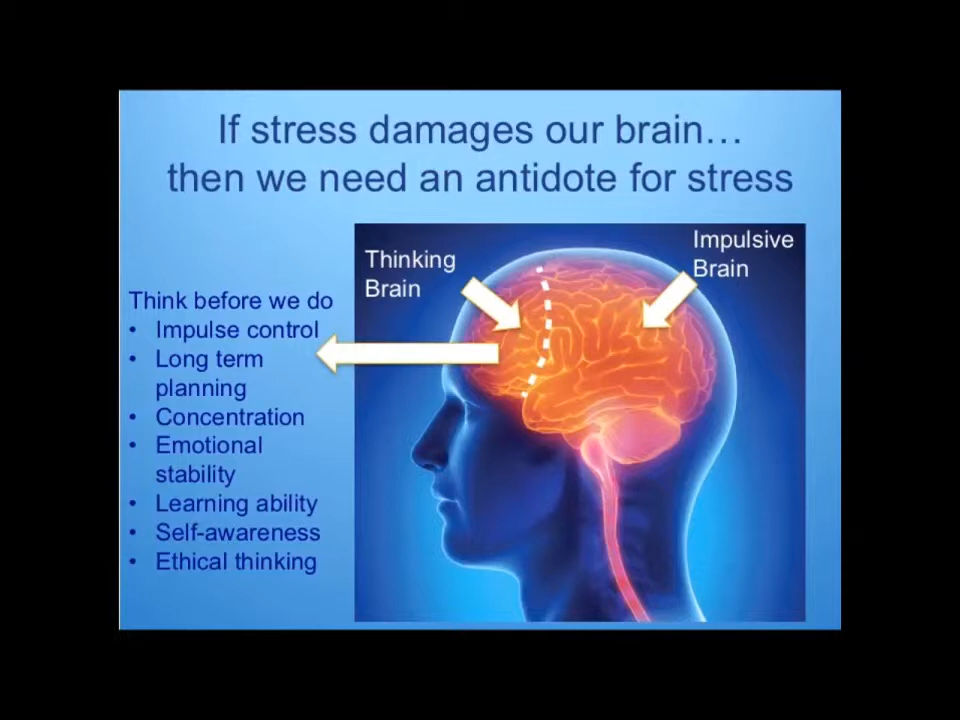 If stress damages our brain…
then we need an antidote for stress
Thinking
Brain
Impulsive
Brain
Think before we do
• Impulse control
• Long term
planning
• Concentration
• Emotional
stability
• Learning ability
• Self-awareness
• Ethical thinking